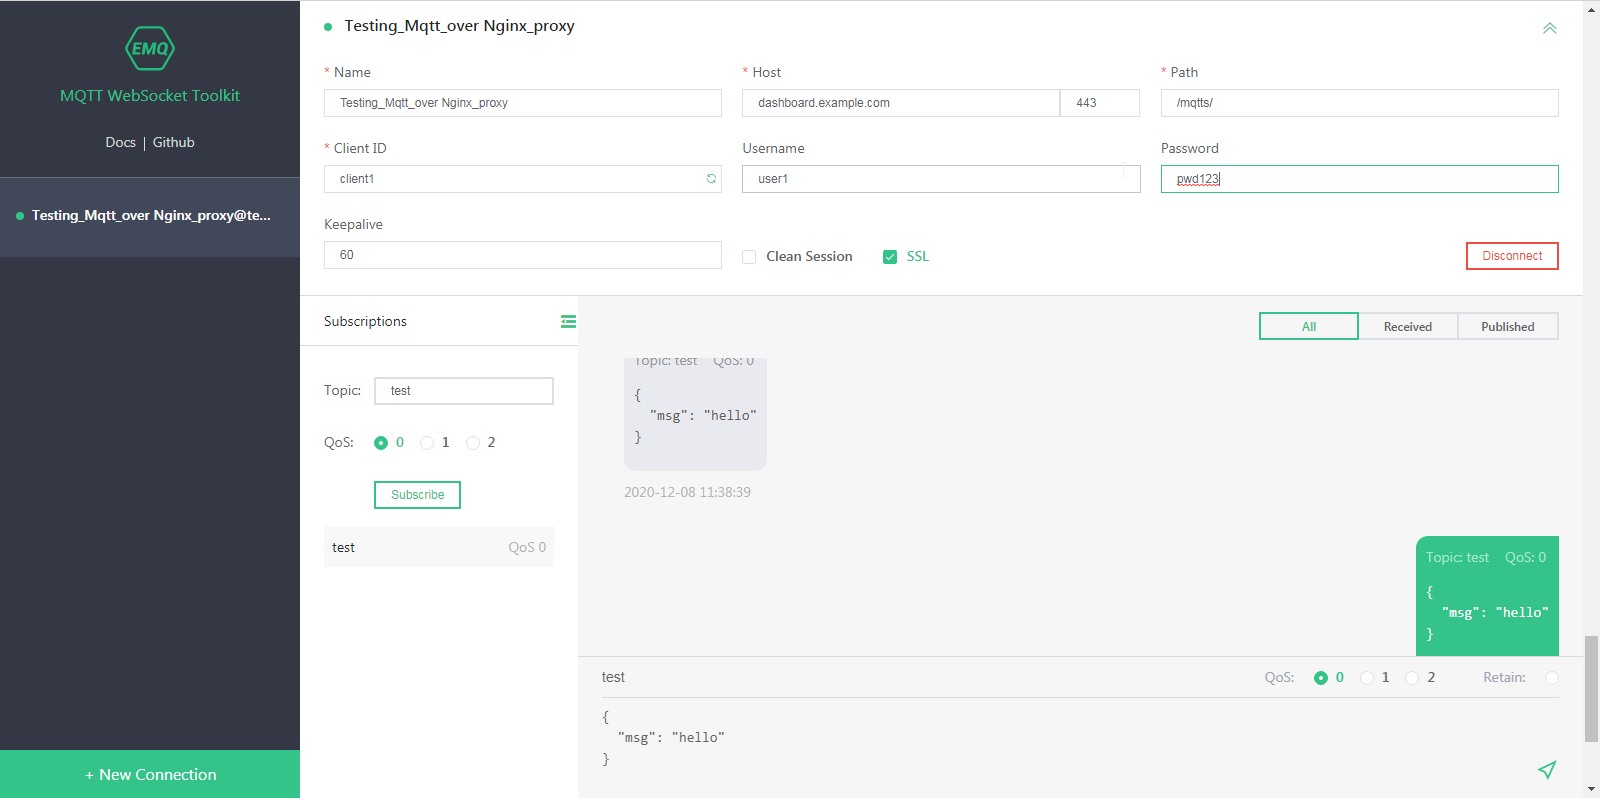 EMQ
MQTT WebSocket Toolkit
Docs | Github
Testing_Mqtt_over Nginx_proxy@te...
+ New Connection
Testing_Mqtt_over Nginx_proxy
* Name
Testing_Mqtt_over Nginx_proxy
* Host
dashboard.example.com 443
* Path
/mqtts/
* Client ID
client1
Username
user1
Password
pwd123
Keepalive
60
Clean Session
SSL
Disconnect
Subscriptions
Topic: test
QoS: 0 1 2
Subscribe
test QoS 0
All Received Published
Topic: test QoS: 0
{
"msg": "hello"
}
2020-12-08 11:38:39
Topic: test QoS: 0
{
"msg": "hello"
}
test QoS: 0 1 2 Retain:
{
"msg": "hello"
}